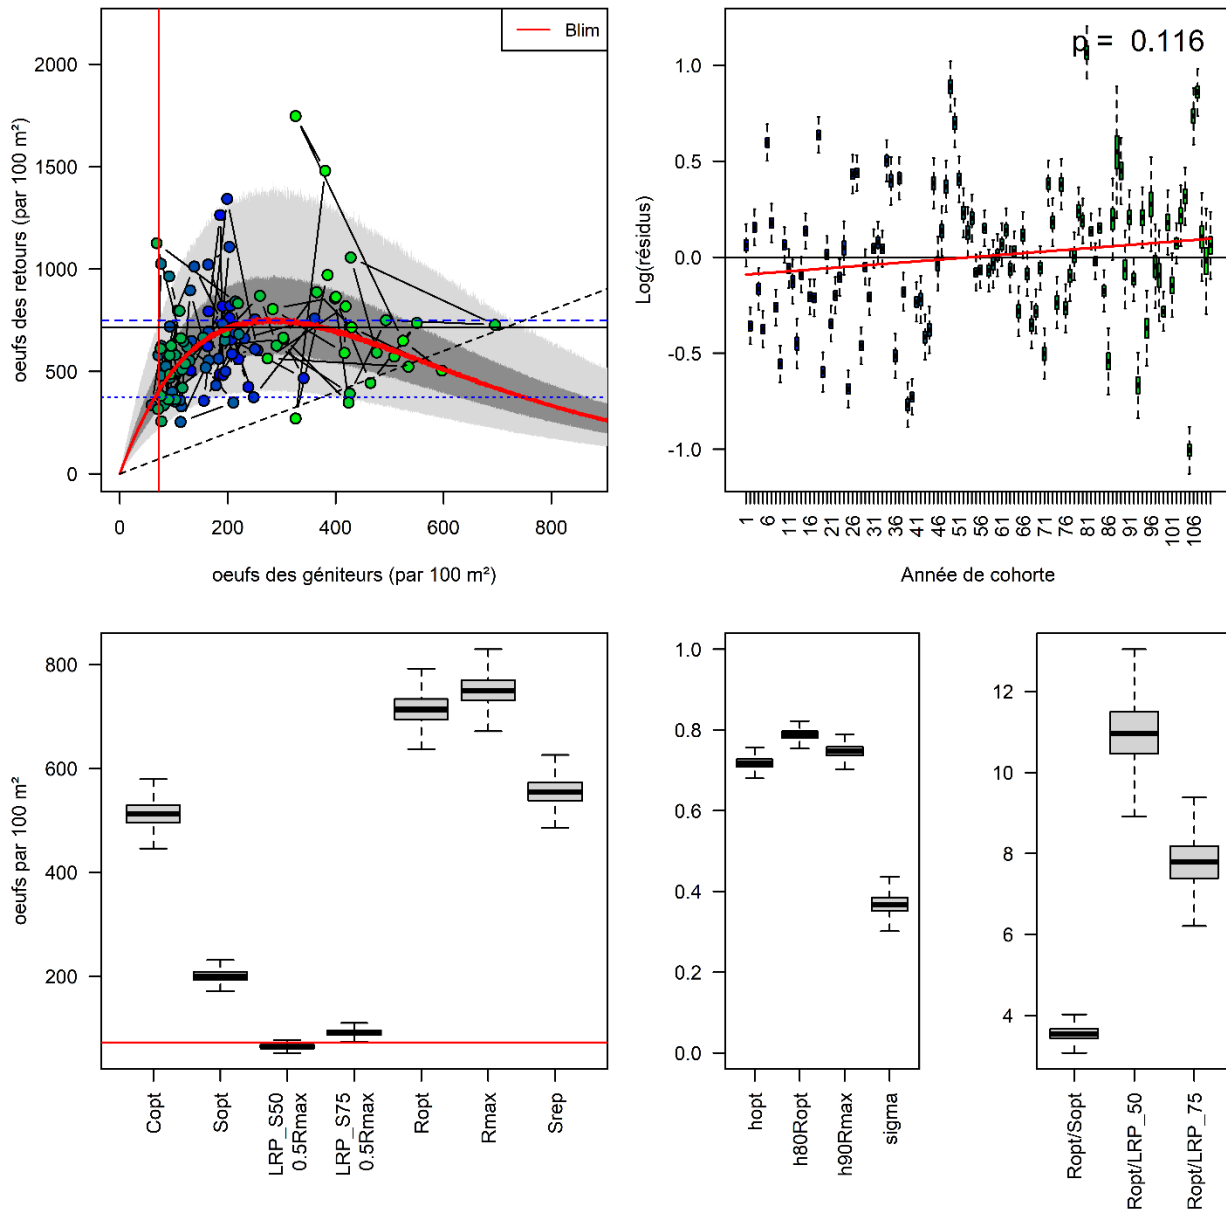 Blim
2000
1500
1000
500
0
0
200
400
600
800
oeufs des retours (par 100 m²)
oeufs des géniteurs (par 100 m²)
p = 0.116
1.0
0.5
0.0
-0.5
-1.0
Log(résidus)
1
6
11
16
21
26
31
36
41
46
51
56
61
66
71
76
81
86
91
96
101
106
Année de cohorte
800
600
400
200
oeufs par 100 m²
Copt
Sopt
LRP_S50
0.5Rmax
LRP_S75
0.5Rmax
Ropt
Rmax
Srep
1.0
0.8
0.6
0.4
0.2
0.0
hopt
h80Ropt
h90Rmax
sigma
12
10
8
6
4
Ropt/Sopt
Ropt/LRP_50
Ropt/LRP_75